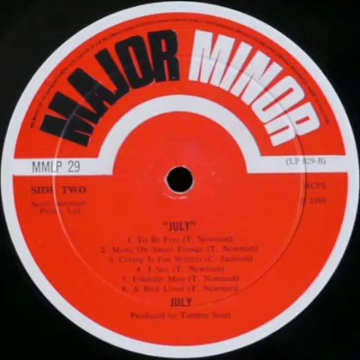 MAJOR MINOR
MMLP 29
(LP 029-B)
SIDE TWO
MCPS
"JULY"
1. To Be Free (T. Newman)
2. Move On Sweet Flower (T. Newman)
3. Crying Is For Writers (C. Jackson)
4. I See (T. Newman)
5. Friendly Man (T. Newman)
6. A Bird Lived (T. Newman)
JULY
Produced by Tommy Scott